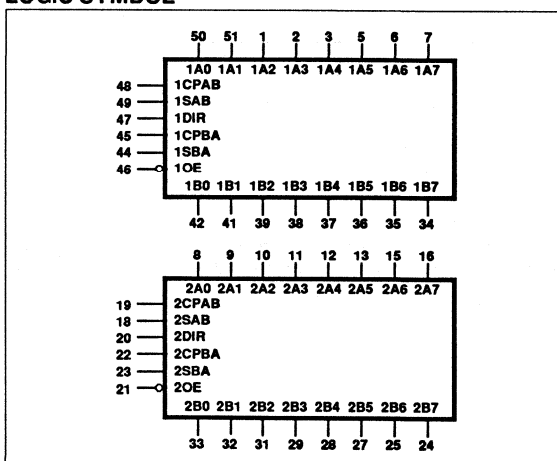 LOGIC SYMBOL
50 51 1 2 3 5 6 7
1A0 1A1 1A2 1A3 1A4 1A5 1A6 1A7
48 1CPAB
49 1SAB
47 1DIR
45 1CPBA
44 1SBA
46 1OE
1B0 1B1 1B2 1B3 1B4 1B5 1B6 1B7
42 41 39 38 37 36 35 34
8 9 10 11 12 13 15 16
2A0 2A1 2A2 2A3 2A4 2A5 2A6 2A7
19 2CPAB
18 2SAB
20 2DIR
22 2CPBA
23 2SBA
21 2OE
2B0 2B1 2B2 2B3 2B4 2B5 2B6 2B7
33 32 31 29 28 27 25 24